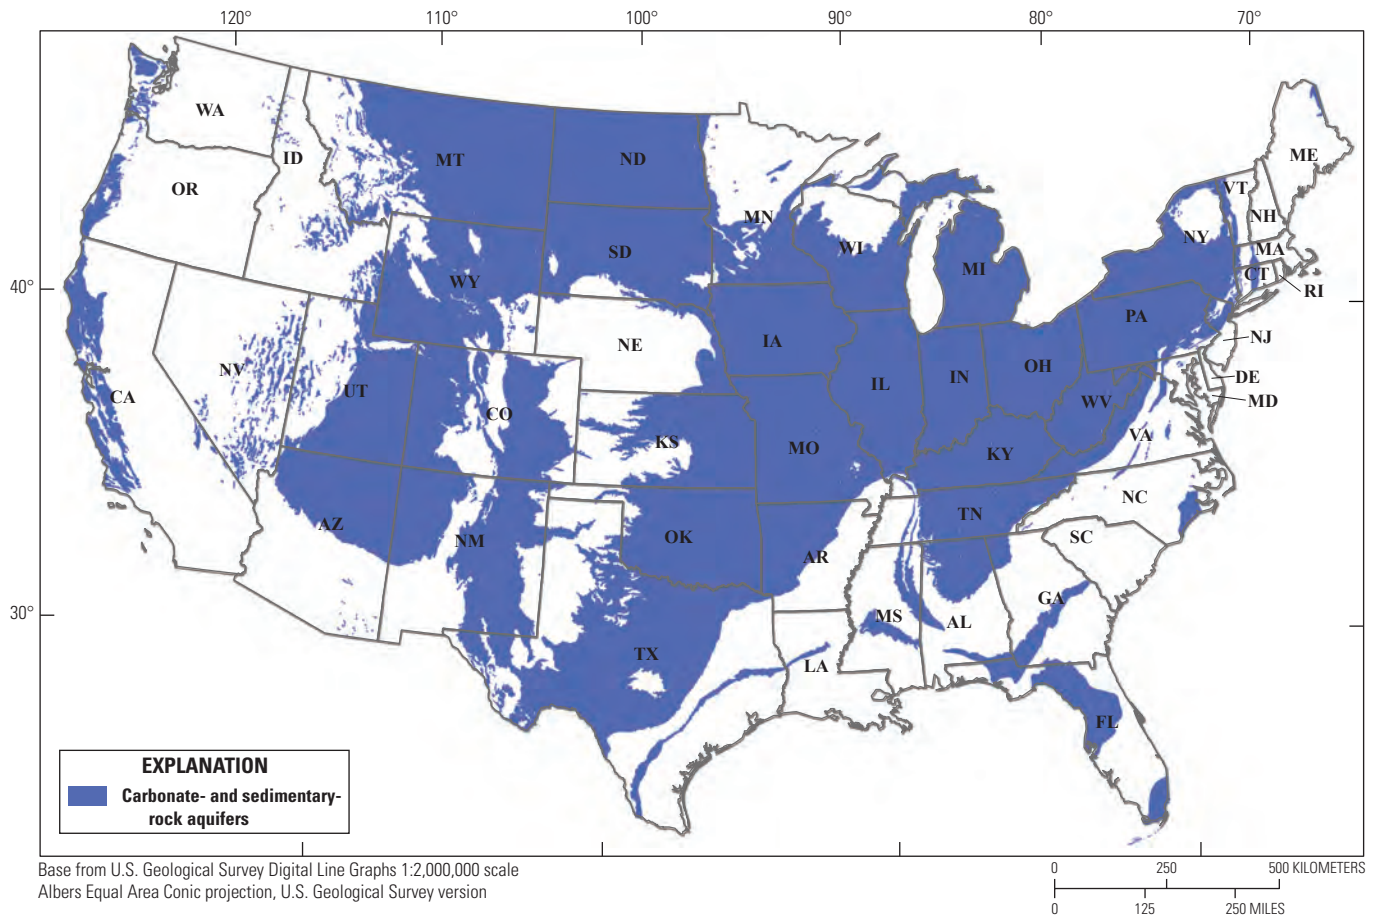 120°
110°
100°
90°
80°
70°
WA
MT
ND
ME
ID
OR
VT
MN
NH
NY
WI
MA
SD
MI
CT
WY
40°
RI
PA
NJ
NE
IA
OH
NV
IN
DE
UT
IL
CA
MD
CO
WV
VA
KS
MO
KY
NC
TN
AZ
OK
SC
NM
AR
GA
30°
MS
AL
TX
LA
FL
EXPLANATION
Carbonate- and sedimentary-
rock aquifers
Base from U.S. Geological Survey Digital Line Graphs 1:2,000,000 scale
Albers Equal Area Conic projection, U.S. Geological Survey version
0 250 500 KILOMETERS
0 125 250 MILES